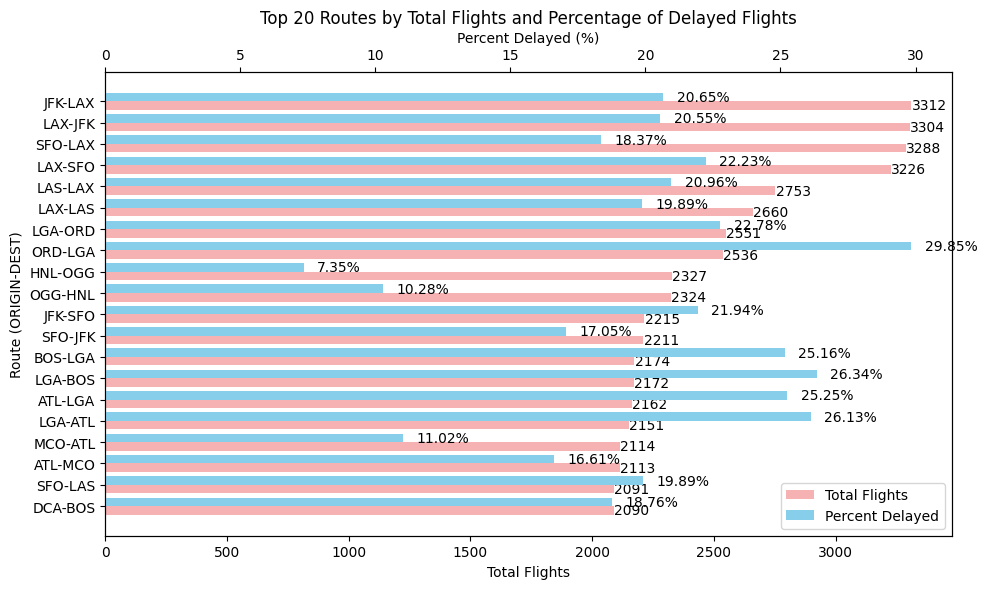 Top 20 Routes by Total Flights and Percentage of Delayed Flights
Percent Delayed (%)
0 5 10 15 20 25 30
Route (ORIGIN-DEST)
JFK-LAX 20.65% 3312
LAX-JFK 20.55% 3304
SFO-LAX 18.37% 3288
LAX-SFO 22.23% 3226
LAS-LAX 20.96% 2753
LAX-LAS 19.89% 2660
LGA-ORD 22.78% 2551
ORD-LGA 29.85% 2536
HNL-OGG 7.35% 2327
OGG-HNL 10.28% 2324
JFK-SFO 21.94% 2215
SFO-JFK 17.05% 2211
BOS-LGA 25.16% 2174
LGA-BOS 26.34% 2172
ATL-LGA 25.25% 2162
LGA-ATL 26.13% 2151
MCO-ATL 11.02% 2114
ATL-MCO 16.61% 2113
SFO-LAS 19.89% 2091
DCA-BOS 18.76% 2090
Total Flights
Percent Delayed
0 500 1000 1500 2000 2500 3000
Total Flights